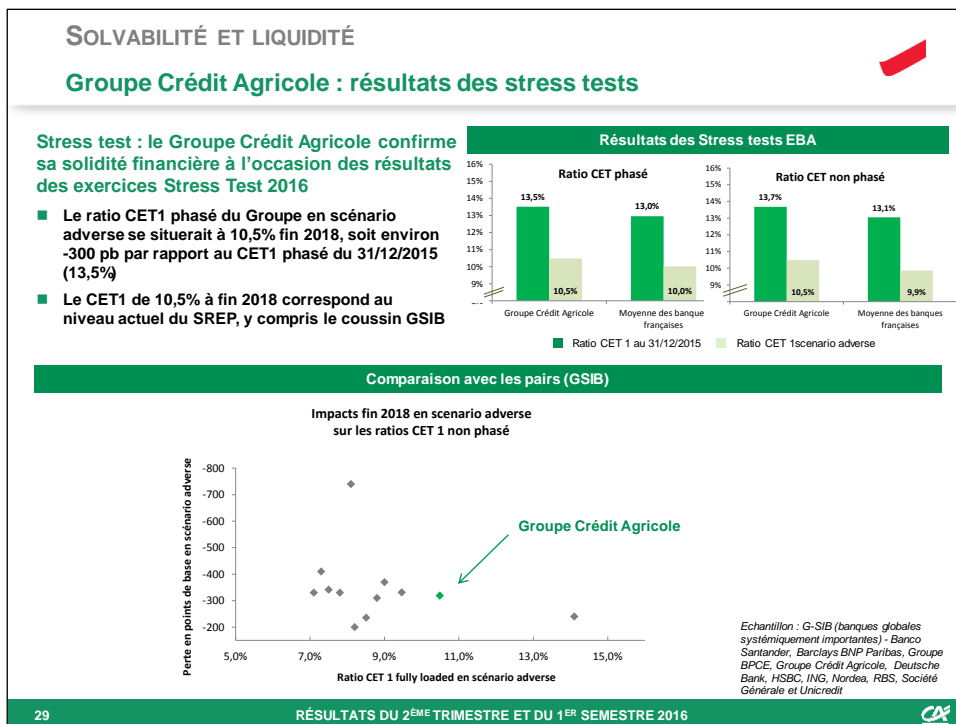 SOLVABILITÉ ET LIQUIDITÉ
Groupe Crédit Agricole : résultats des stress tests
Stress test : le Groupe Crédit Agricole confirme
sa solidité financière à l'occasion des résultats
des exercices Stress Test 2016
Le ratio CET1 phasé du Groupe en scénario
adverse se situerait à 10,5% fin 2018, soit environ
-300 pb par rapport au CET1 phasé du 31/12/2015
(13,5%)
Le CET1 de 10,5% à fin 2018 correspond au
niveau actuel du SREP, y compris le coussin GSIB
Résultats des Stress tests EBA
Ratio CET phasé
16%
15%
14%
13%
12%
11%
10%
9%
13,5%
13,0%
10,5%
10,0%
Groupe Crédit Agricole
Moyenne des banque
françaises
Ratio CET non phasé
16%
15%
14%
13%
12%
11%
10%
9%
13,7%
13,1%
10,5%
9,9%
Groupe Crédit Agricole
Moyenne des banques
françaises
Ratio CET 1 au 31/12/2015
Ratio CET 1scenario adverse
Comparaison avec les pairs (GSIB)
Impacts fin 2018 en scenario adverse
sur les ratios CET 1 non phasé
Perte en points de base en scénario adverse
-800
-700
-600
-500
-400
-300
-200
Groupe Crédit Agricole
5,0%
7,0%
9,0%
11,0%
13,0%
15,0%
Ratio CET 1 fully loaded en scénario adverse
Echantillon : G-SIB (banques globales
systémiquement importantes) - Banco
Santander, Barclays BNP Paribas, Groupe
BPCE, Groupe Crédit Agricole, Deutsche
Bank, HSBC, ING, Nordea, RBS, Société
Générale et Unicredit
29
RÉSULTATS DU 2ÈME TRIMESTRE ET DU 1ER SEMESTRE 2016